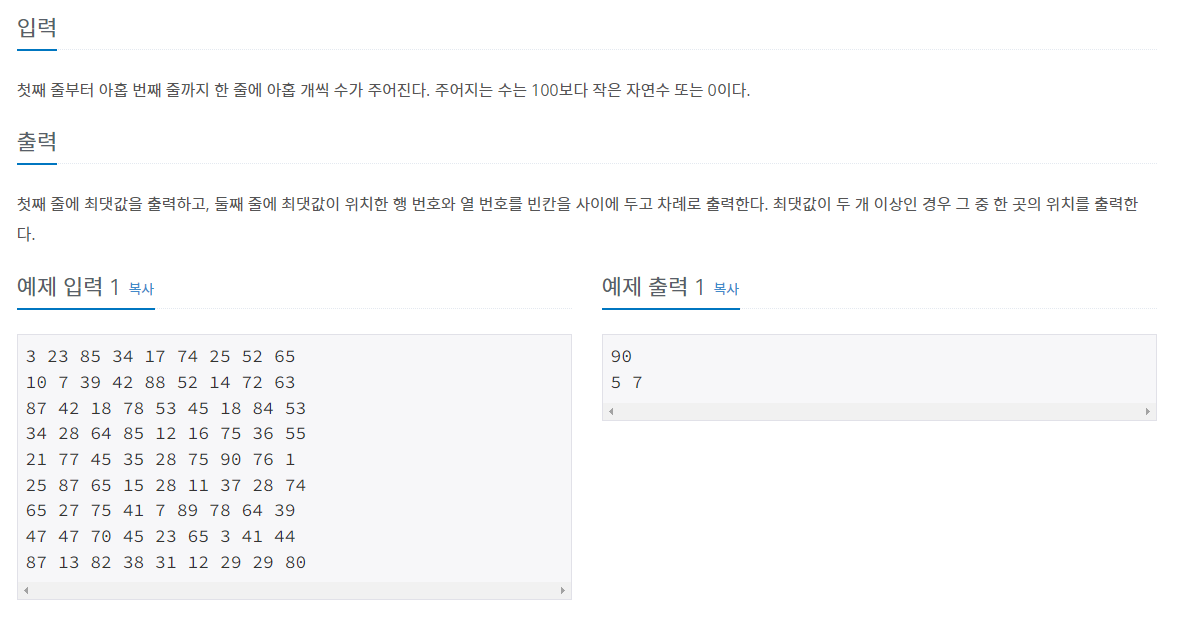 입력
첫째 줄부터 아홉 번째 줄까지 한 줄에 아홉 개씩 수가 주어진다. 주어지는 수는 100보다 작은 자연수 또는 0이다.
출력
첫째 줄에 최댓값을 출력하고, 둘째 줄에 최댓값이 위치한 행 번호와 열 번호를 빈칸을 사이에 두고 차례로 출력한다. 최댓값이 두 개 이상인 경우 그 중 한 곳의 위치를 출력한
다.
예제 입력 1 복사
3 23 85 34 17 74 25 52 65
10 7 39 42 88 52 14 72 63
87 42 18 78 53 45 18 84 53
34 28 64 85 12 16 75 36 55
21 77 45 35 28 75 90 76 1
25 87 65 15 28 11 37 28 74
65 27 75 41 7 89 78 64 39
47 47 70 45 23 65 3 41 44
87 13 82 38 31 12 29 29 80
예제 출력 1 복사
90
5 7